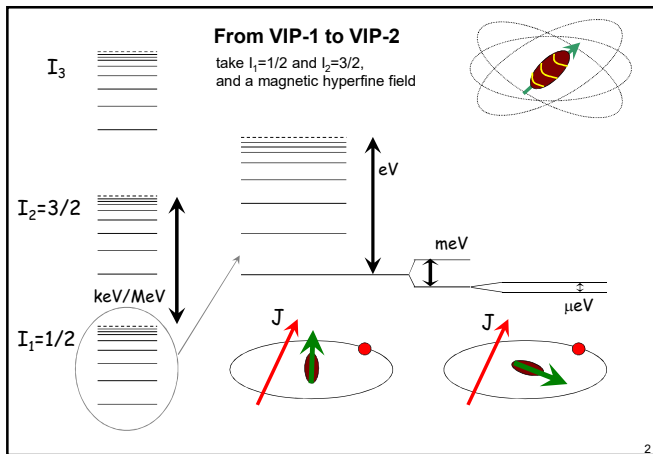 From VIP-1 to VIP-2
take I₁=1/2 and I₂=3/2,
and a magnetic hyperfine field
I₃
eV
I₂=3/2
meV
keV/MeV
μeV
I₁=1/2
J
J
2